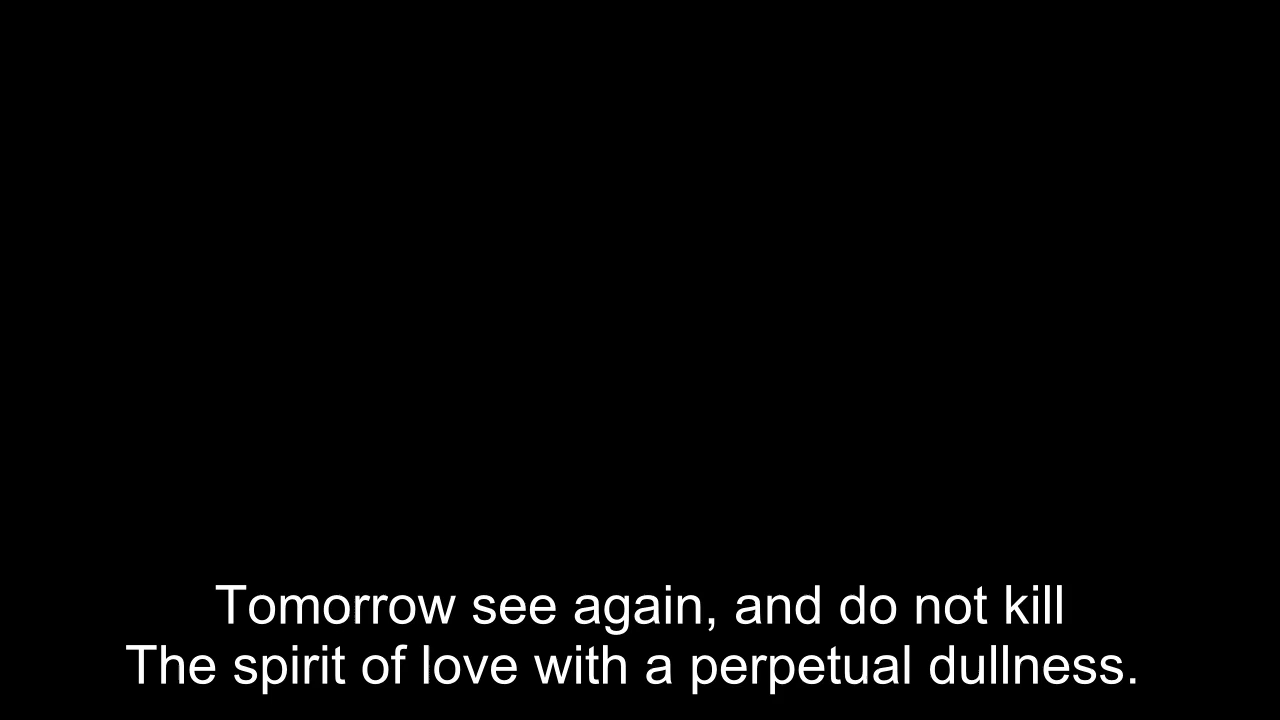 Tomorrow see again, and do not kill
The spirit of love with a perpetual dullness.